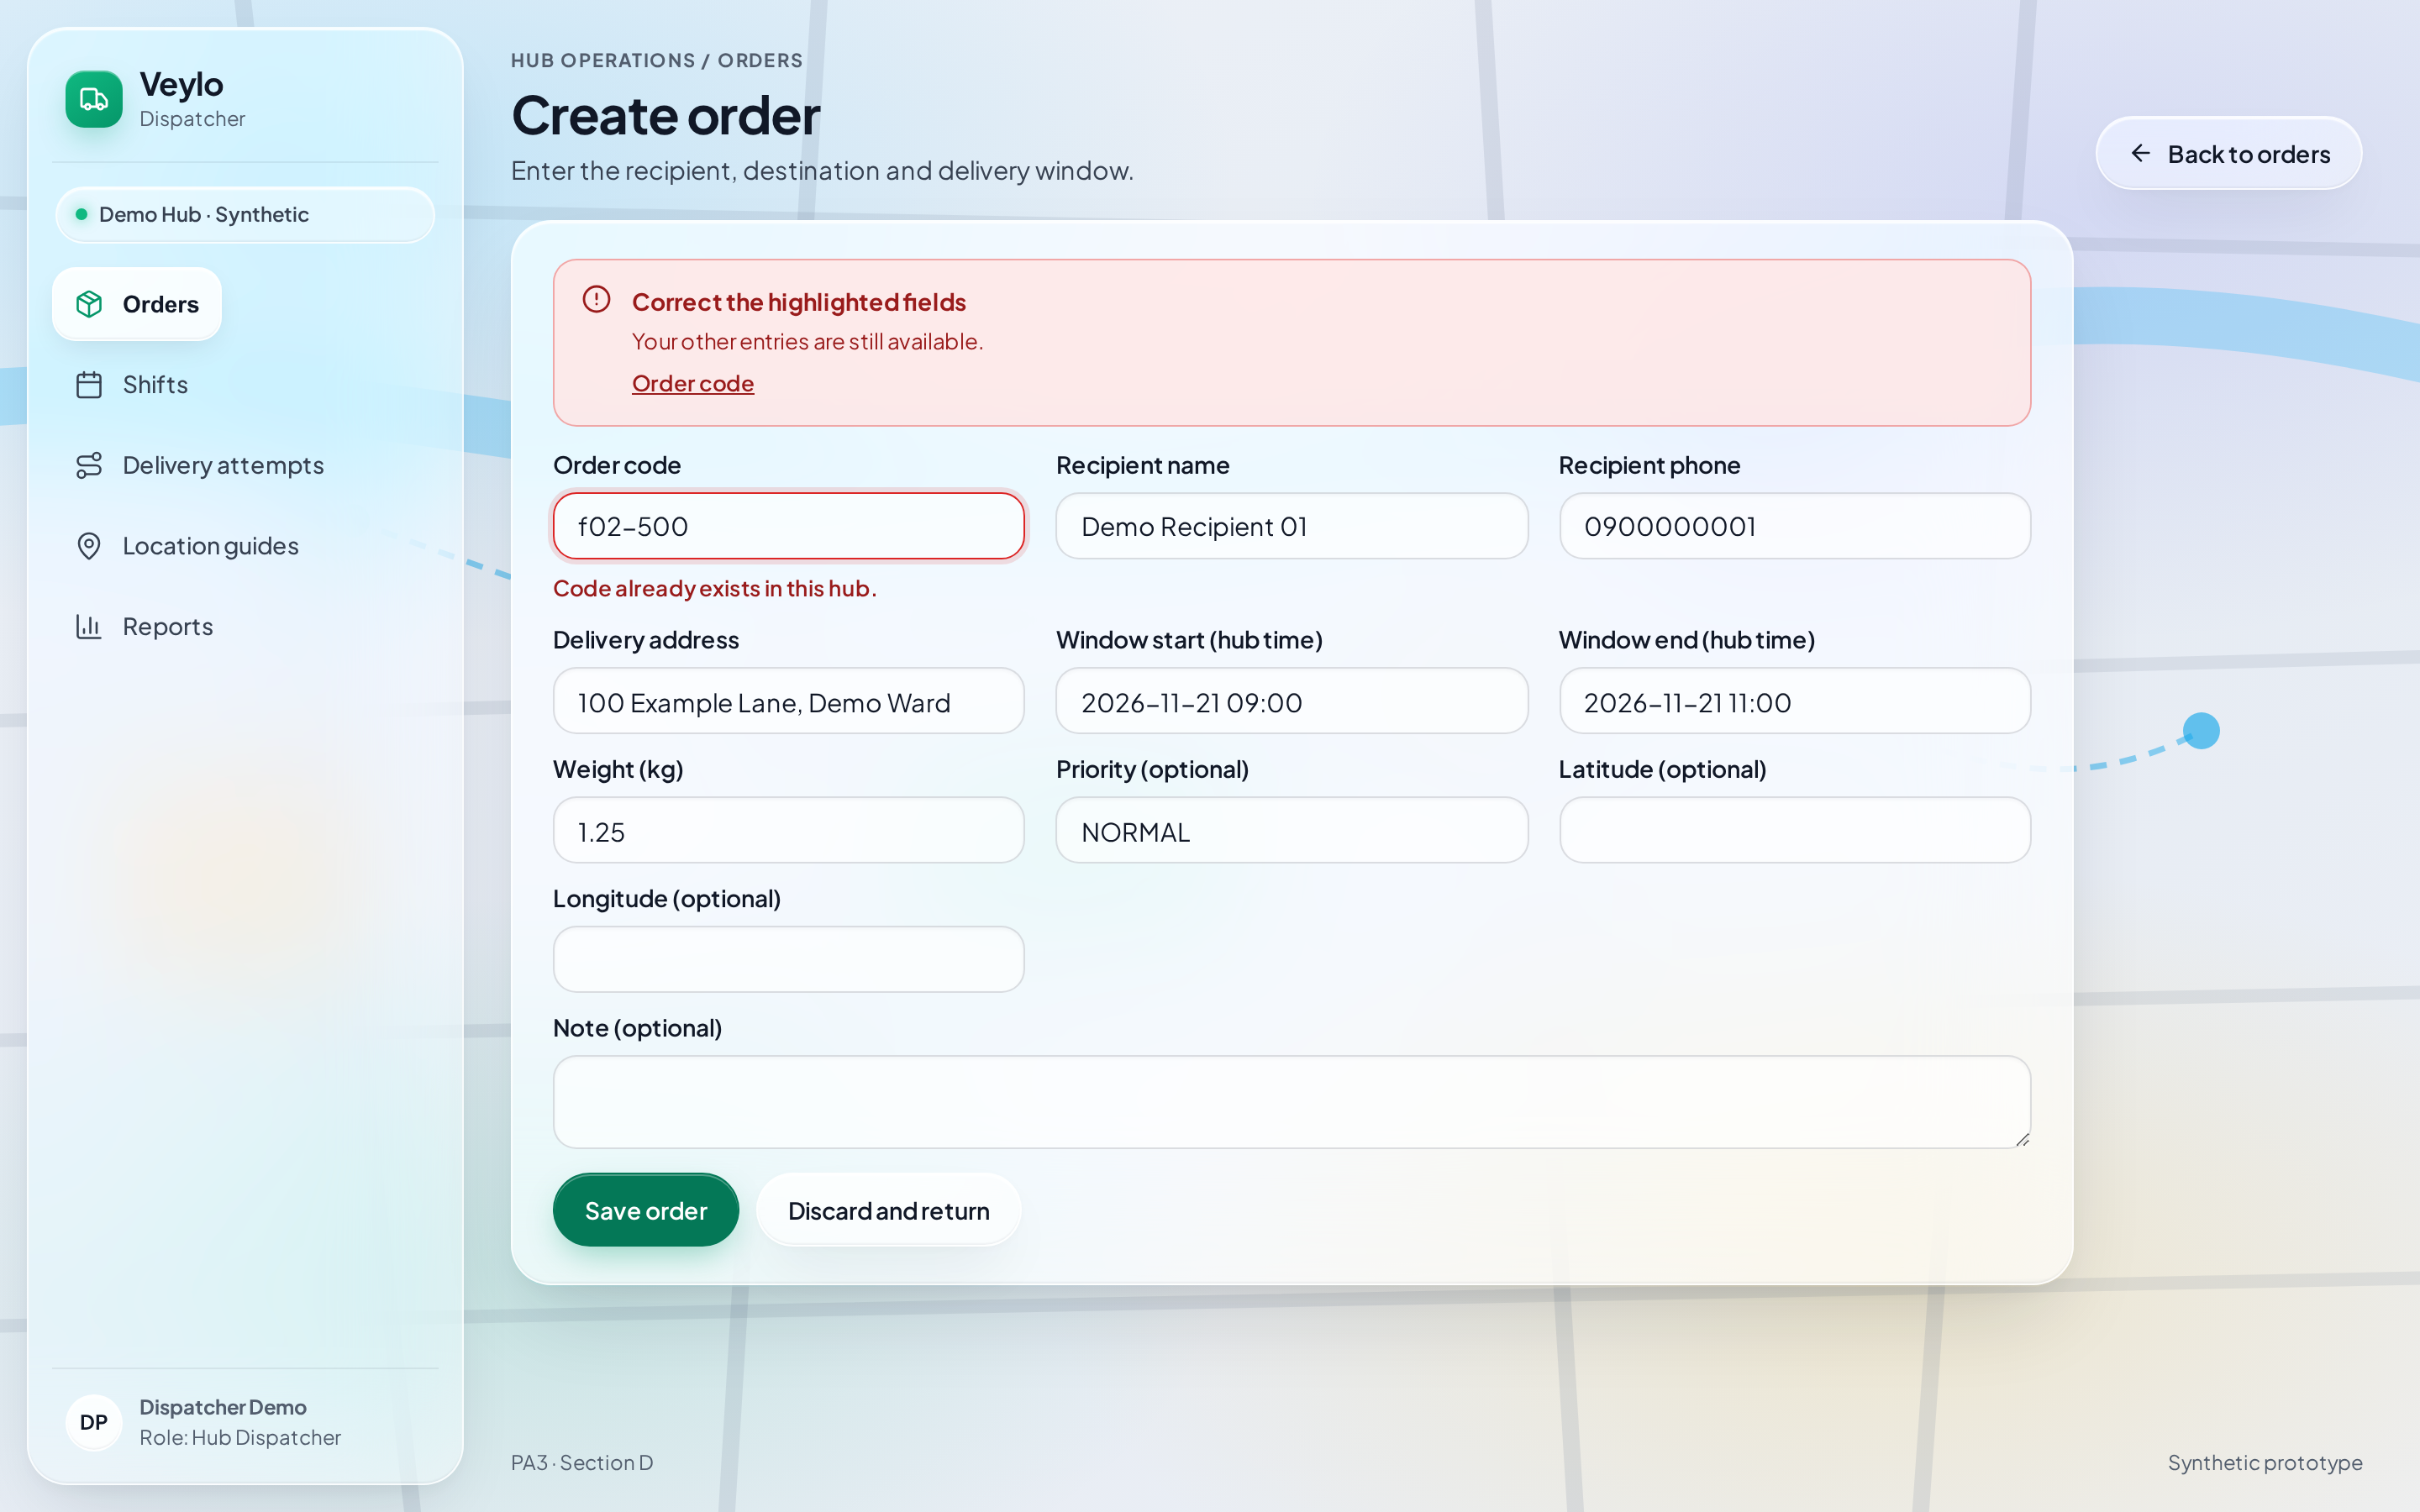 Veylo
Dispatcher
Demo Hub · Synthetic
Orders
Shifts
Delivery attempts
Location guides
Reports
DP
Dispatcher Demo
Role: Hub Dispatcher
HUB OPERATIONS / ORDERS
Create order
Enter the recipient, destination and delivery window.
Back to orders
Correct the highlighted fields
Your other entries are still available.
Order code
Order code
Recipient name
Recipient phone
f02-500
Demo Recipient 01
0900000001
Code already exists in this hub.
Delivery address
Window start (hub time)
Window end (hub time)
100 Example Lane, Demo Ward
2026-11-21 09:00
2026-11-21 11:00
Weight (kg)
Priority (optional)
Latitude (optional)
1.25
NORMAL
Longitude (optional)
Note (optional)
Save order
Discard and return
PA3 · Section D
Synthetic prototype